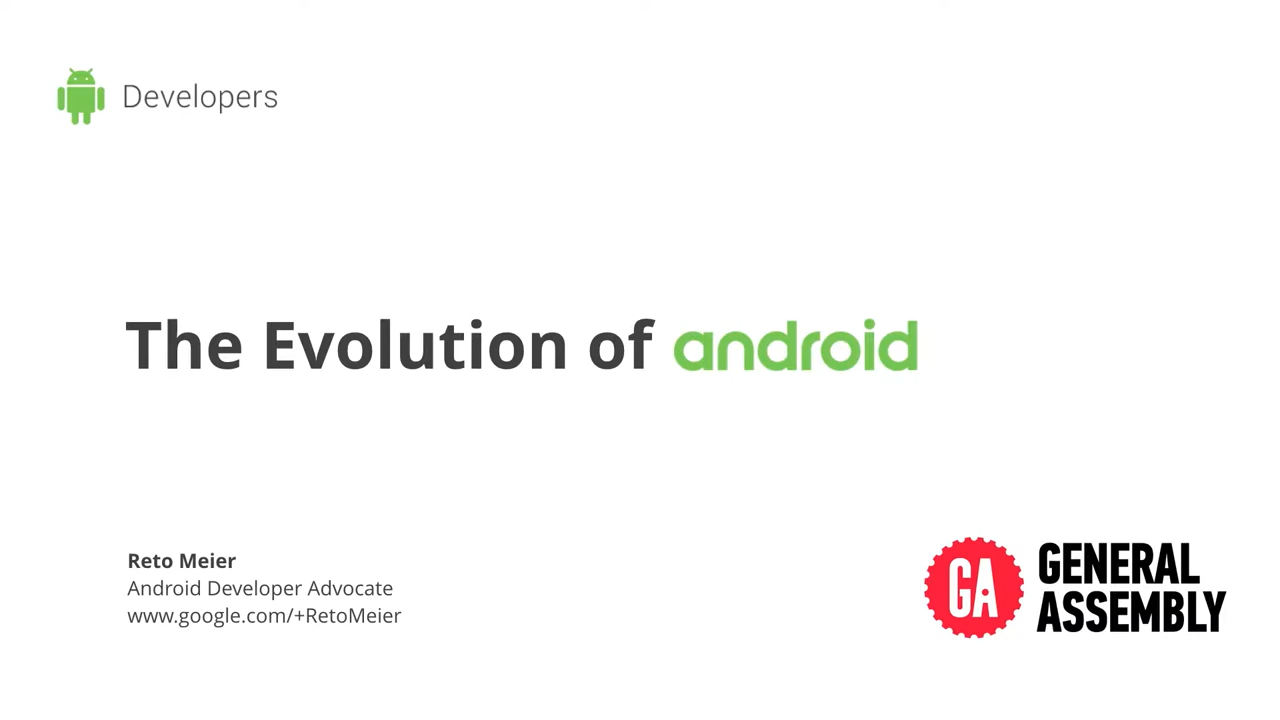 Developers
The Evolution of android
Reto Meier
Android Developer Advocate
www.google.com/+RetoMeier
GA
GENERAL
ASSEMBLY